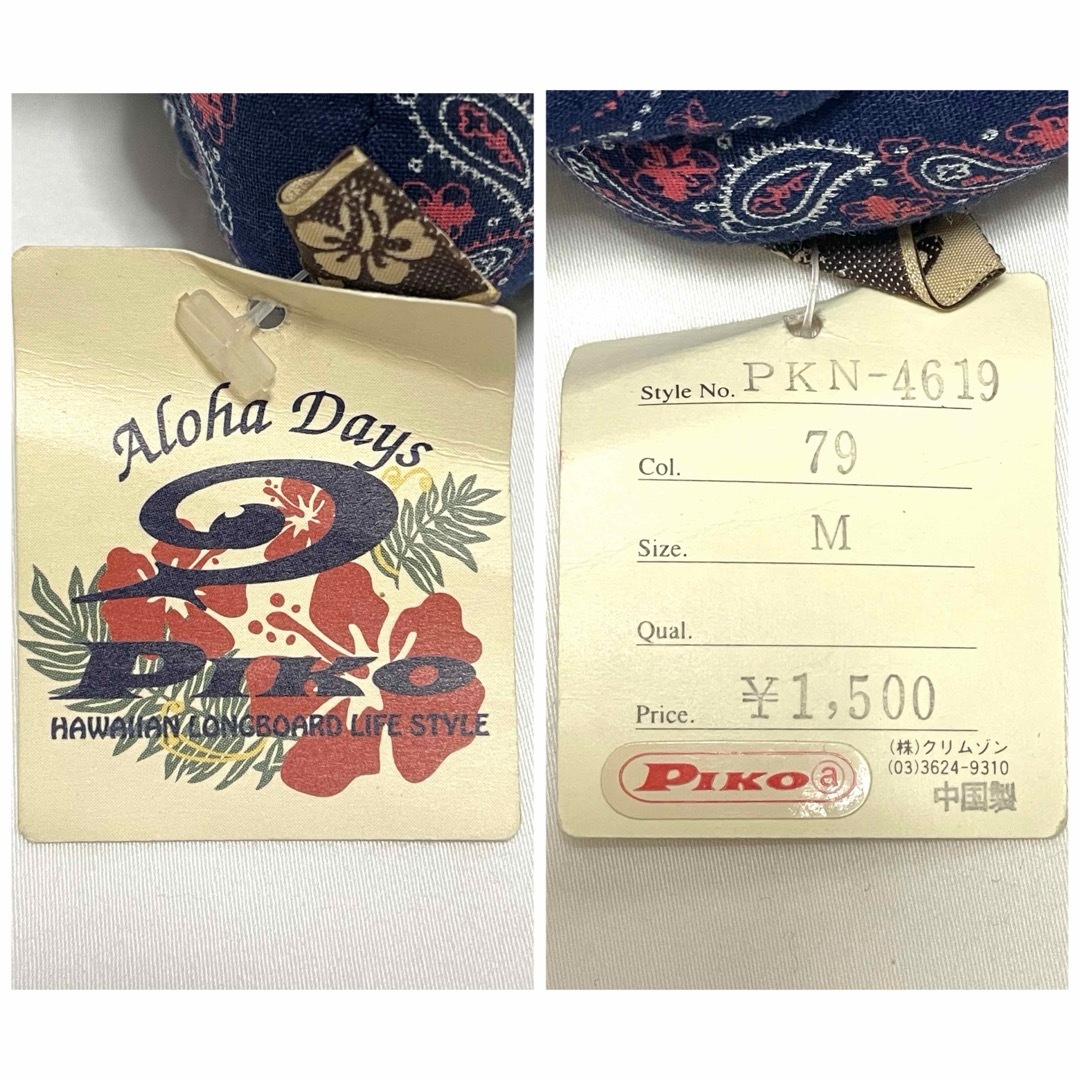 Aloha Days
PIKO
HAWAIIAN LONGBOARD LIFE STYLE
Style No. PKN-4619
Col. 79
Size. M
Qual.
Price. ¥1,500
PIKO a
(株)クリムゾン
(03)3624-9310
中国製